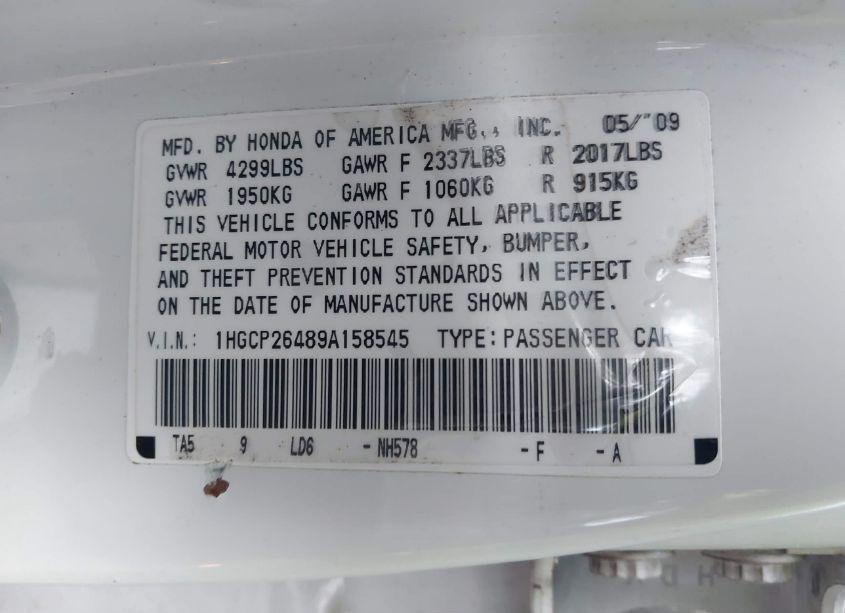 MFD. BY HONDA OF AMERICA MFG., INC. 05/09
GVWR 4299LBS GAWR F 2337LBS R 2017LBS
GVWR 1950KG GAWR F 1060KG R 915KG
THIS VEHICLE CONFORMS TO ALL APPLICABLE
FEDERAL MOTOR VEHICLE SAFETY, BUMPER,
AND THEFT PREVENTION STANDARDS IN EFFECT
ON THE DATE OF MANUFACTURE SHOWN ABOVE.
V.I.N.: 1HGCP26489A158545 TYPE: PASSENGER CAR
TA5 9 LD6 - NH578 - F - A